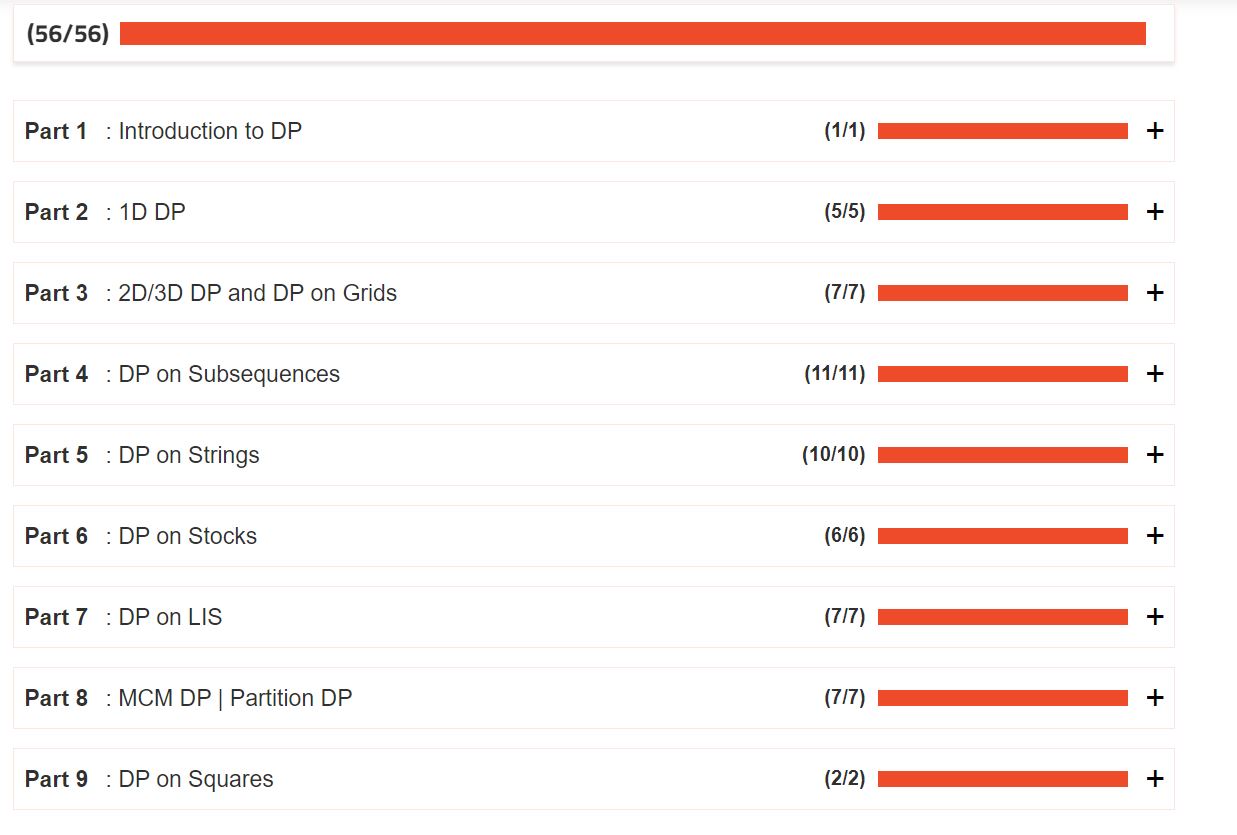 (56/56)
Part 1 : Introduction to DP (1/1) +
Part 2 : 1D DP (5/5) +
Part 3 : 2D/3D DP and DP on Grids (7/7) +
Part 4 : DP on Subsequences (11/11) +
Part 5 : DP on Strings (10/10) +
Part 6 : DP on Stocks (6/6) +
Part 7 : DP on LIS (7/7) +
Part 8 : MCM DP | Partition DP (7/7) +
Part 9 : DP on Squares (2/2) +